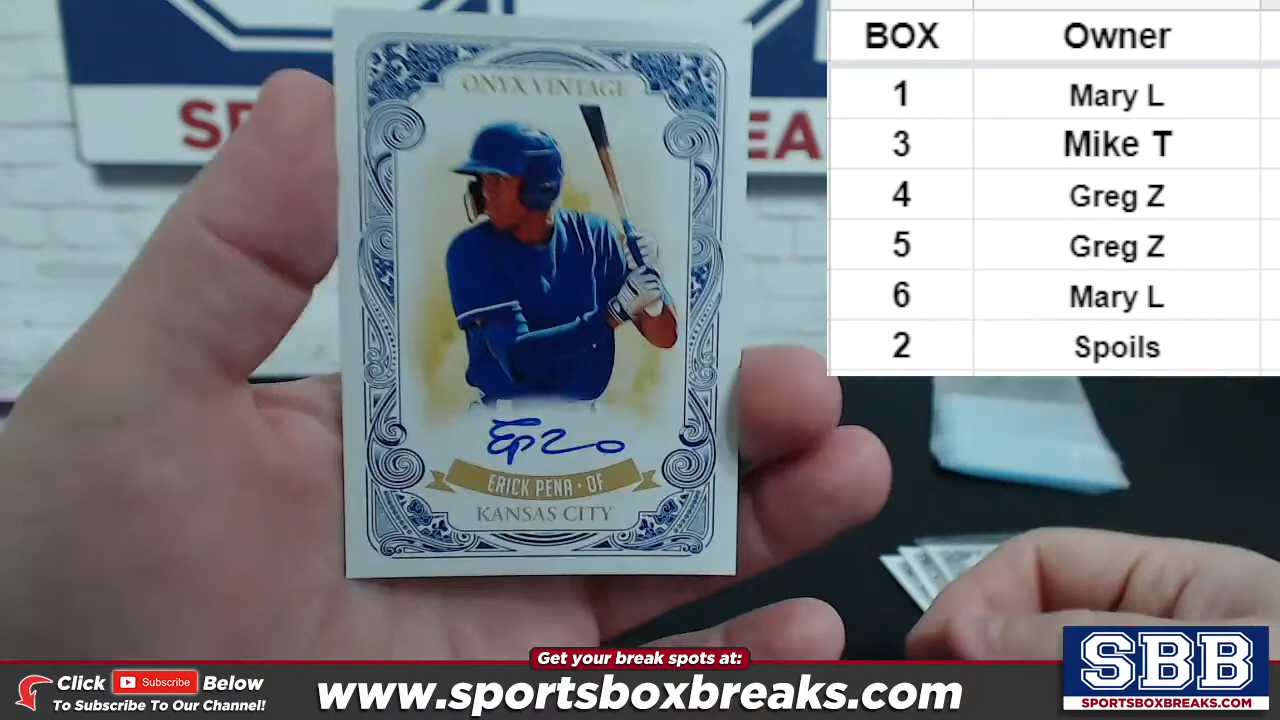 BOX Owner
1 Mary L
3 Mike T
4 Greg Z
5 Greg Z
6 Mary L
2 Spoils
ONYX VINTAGE
ERICK PENA · OF
KANSAS CITY
Get your break spots at:
Click Subscribe Below
To Subscribe To Our Channel!
www.sportsboxbreaks.com
SBB
SPORTSBOXBREAKS.COM